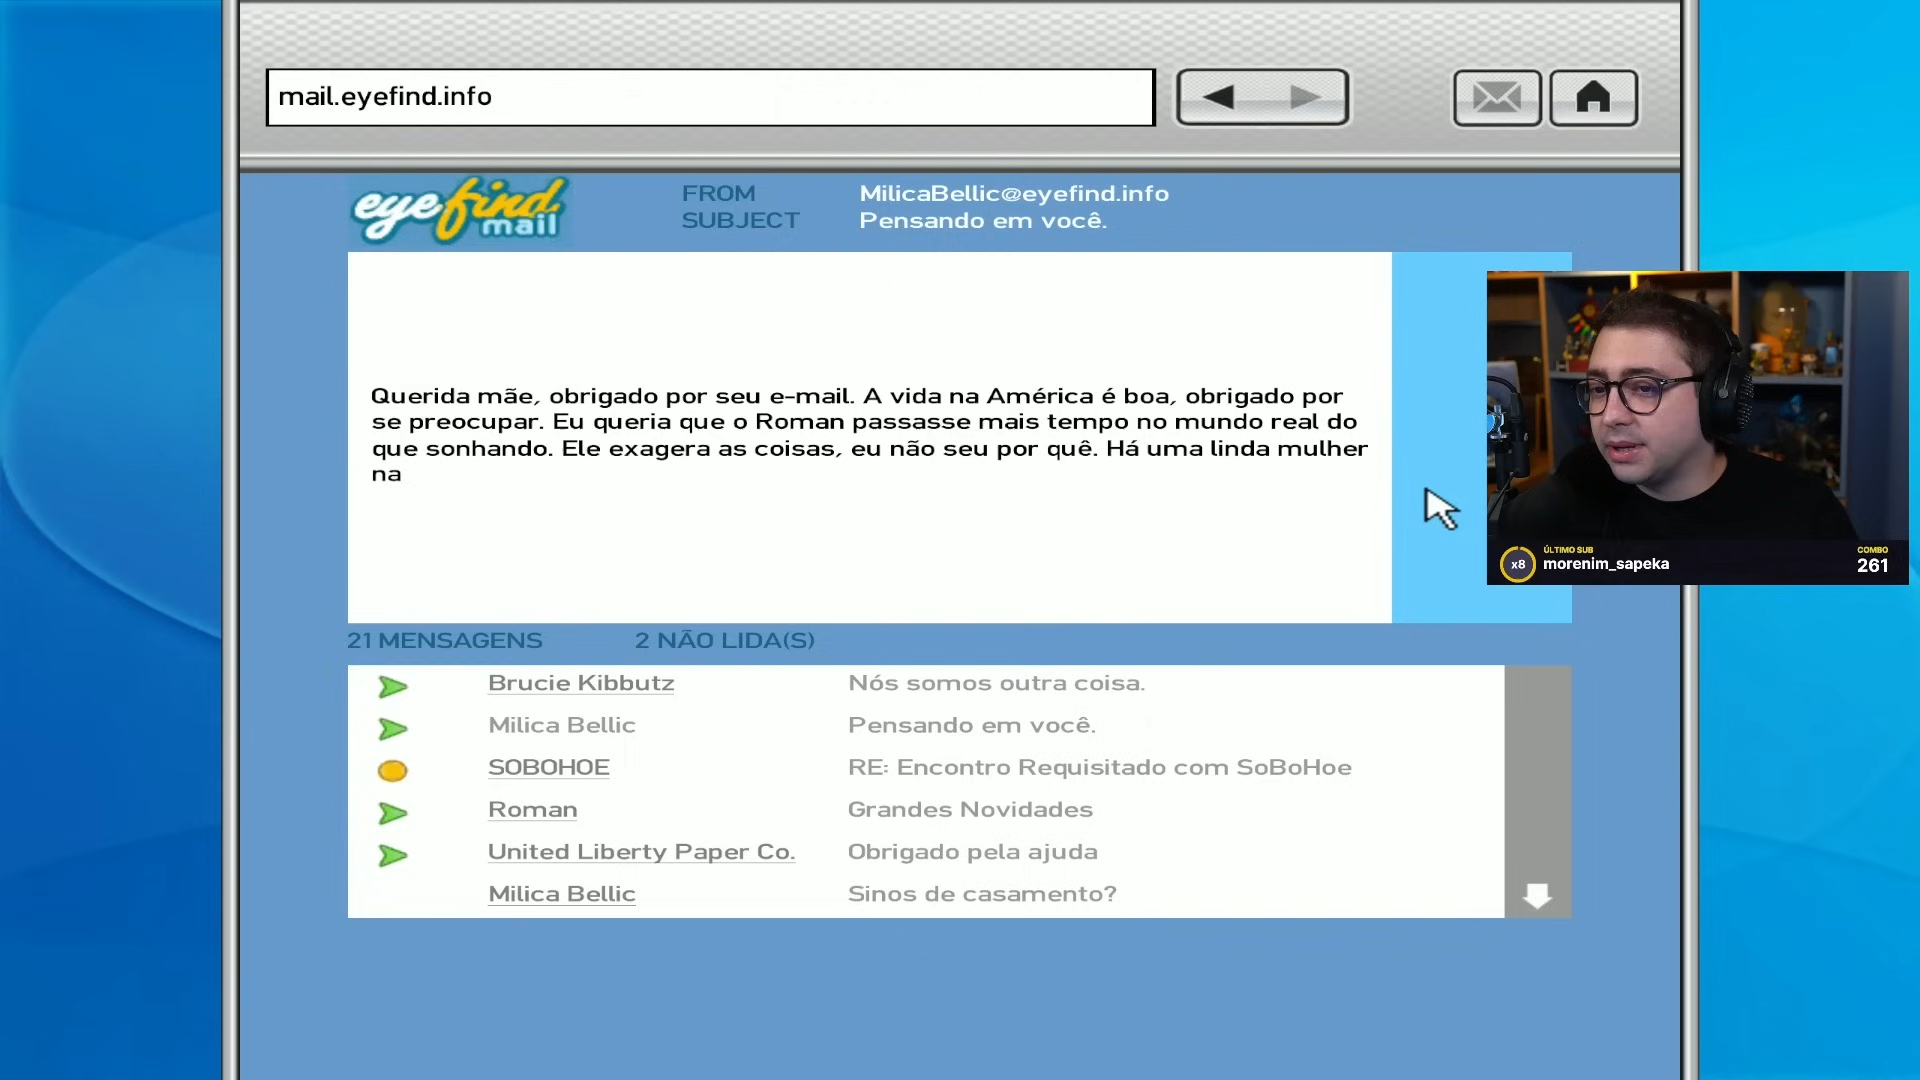 mail.eyefind.info
eyefind mail
FROM MilicaBellic@eyefind.info
SUBJECT Pensando em você.
Querida mãe, obrigado por seu e-mail. A vida na América é boa, obrigado por
se preocupar. Eu queria que o Roman passasse mais tempo no mundo real do
que sonhando. Ele exagera as coisas, eu não seu por quê. Há uma linda mulher
na
ÚLTIMO SUB
x8 morenim_sapeka
COMBO
261
21 MENSAGENS 2 NÃO LIDA(S)
Brucie Kibbutz Nós somos outra coisa.
Milica Bellic Pensando em você.
SOBOHOE RE: Encontro Requisitado com SoBoHoe
Roman Grandes Novidades
United Liberty Paper Co. Obrigado pela ajuda
Milica Bellic Sinos de casamento?